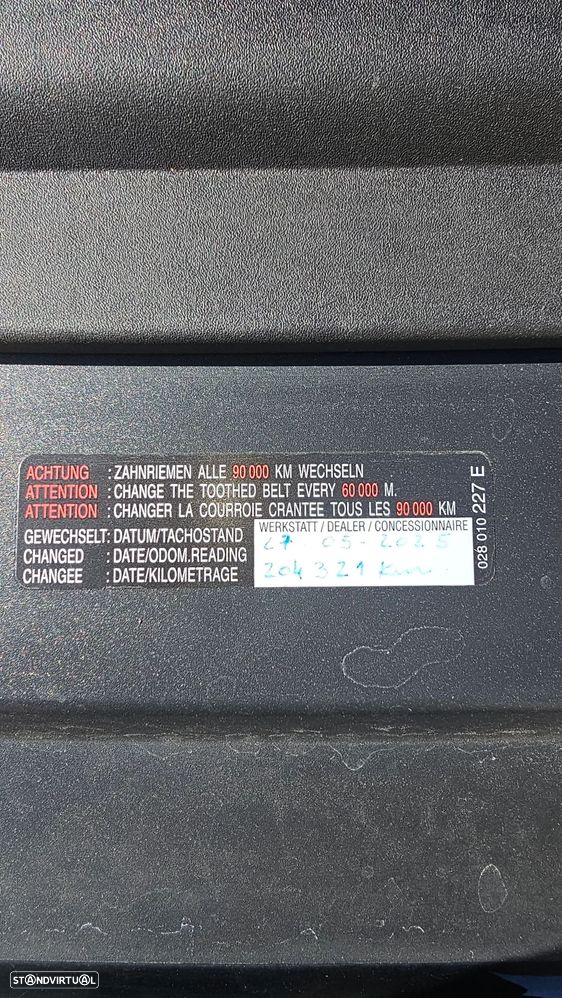 ACHTUNG : ZAHNRIEMEN ALLE 90 000 KM WECHSELN
ATTENTION : CHANGE THE TOOTHED BELT EVERY 60 000 M.
ATTENTION : CHANGER LA COURROIE CRANTEE TOUS LES 90 000 KM
WERKSTATT / DEALER / CONCESSIONNAIRE
GEWECHSELT: DATUM/TACHOSTAND 27 05-2025
CHANGED : DATE/ODOM.READING
CHANGEE : DATE/KILOMETRAGE 204 321 Km.
028 010 227 E
STANDVIRTUAL